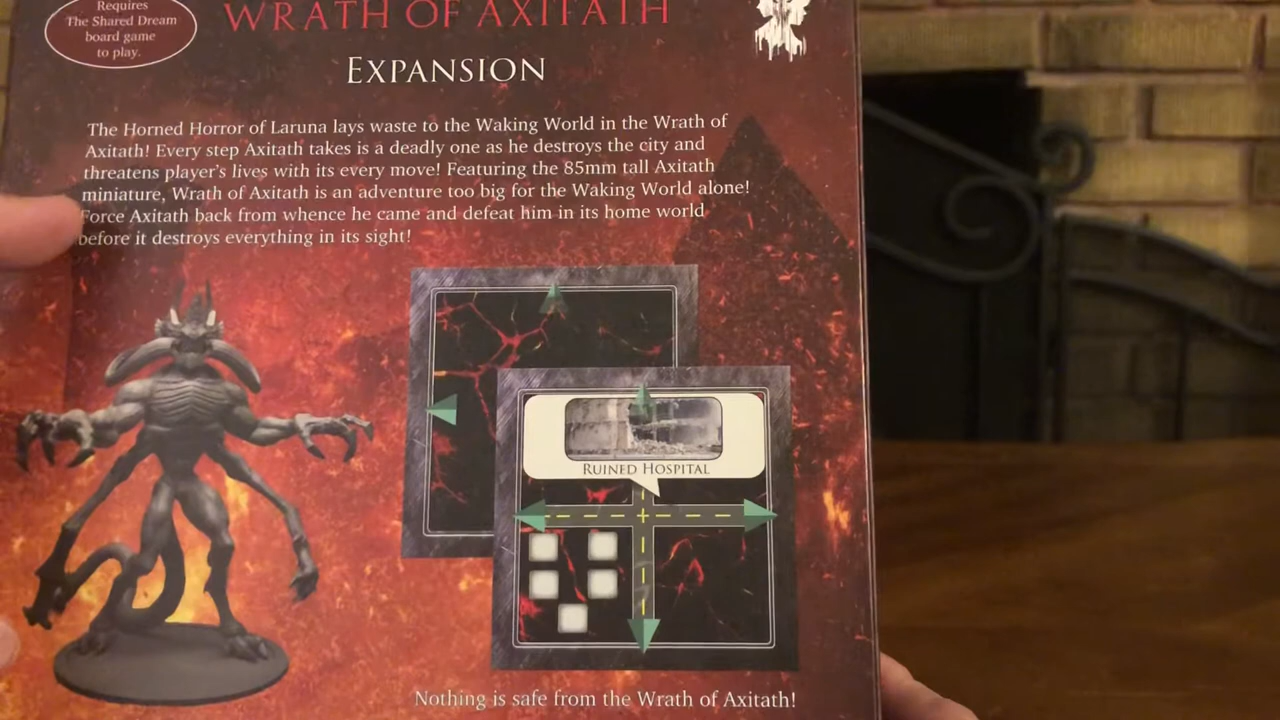 Requires
The Shared Dream
board game
to play.
WRATH OF AXITATH
EXPANSION
The Horned Horror of Laruna lays waste to the Waking World in the Wrath of
Axitath! Every step Axitath takes is a deadly one as he destroys the city and
threatens player's lives with its every move! Featuring the 85mm tall Axitath
miniature, Wrath of Axitath is an adventure too big for the Waking World alone!
Force Axitath back from whence he came and defeat him in its home world
before it destroys everything in its sight!
RUINED HOSPITAL
Nothing is safe from the Wrath of Axitath!